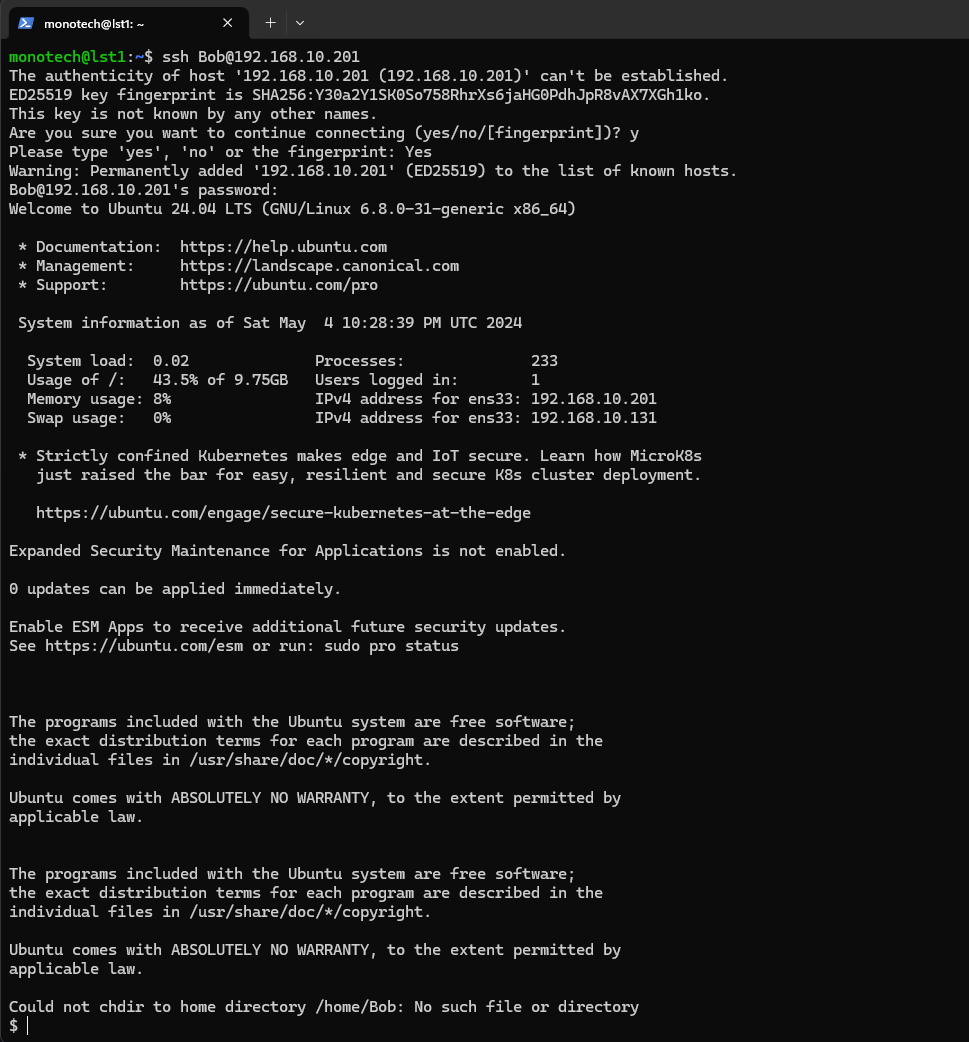 monotech@lst1: ~
monotech@lst1:~$ ssh Bob@192.168.10.201
The authenticity of host '192.168.10.201 (192.168.10.201)' can't be established.
ED25519 key fingerprint is SHA256:Y30a2Y1SK0So758RhrXs6jaHG0PdhJpR8vAX7XGh1ko.
This key is not known by any other names.
Are you sure you want to continue connecting (yes/no/[fingerprint])? y
Please type 'yes', 'no' or the fingerprint: Yes
Warning: Permanently added '192.168.10.201' (ED25519) to the list of known hosts.
Bob@192.168.10.201's password:
Welcome to Ubuntu 24.04 LTS (GNU/Linux 6.8.0-31-generic x86_64)

 * Documentation:  https://help.ubuntu.com
 * Management:     https://landscape.canonical.com
 * Support:        https://ubuntu.com/pro

 System information as of Sat May  4 10:28:39 PM UTC 2024

  System load:  0.02              Processes:              233
  Usage of /:   43.5% of 9.75GB   Users logged in:        1
  Memory usage: 8%                IPv4 address for ens33: 192.168.10.201
  Swap usage:   0%                IPv4 address for ens33: 192.168.10.131

 * Strictly confined Kubernetes makes edge and IoT secure. Learn how MicroK8s
   just raised the bar for easy, resilient and secure K8s cluster deployment.

   https://ubuntu.com/engage/secure-kubernetes-at-the-edge

Expanded Security Maintenance for Applications is not enabled.

0 updates can be applied immediately.

Enable ESM Apps to receive additional future security updates.
See https://ubuntu.com/esm or run: sudo pro status

The programs included with the Ubuntu system are free software;
the exact distribution terms for each program are described in the
individual files in /usr/share/doc/*/copyright.

Ubuntu comes with ABSOLUTELY NO WARRANTY, to the extent permitted by
applicable law.

The programs included with the Ubuntu system are free software;
the exact distribution terms for each program are described in the
individual files in /usr/share/doc/*/copyright.

Ubuntu comes with ABSOLUTELY NO WARRANTY, to the extent permitted by
applicable law.

Could not chdir to home directory /home/Bob: No such file or directory
$